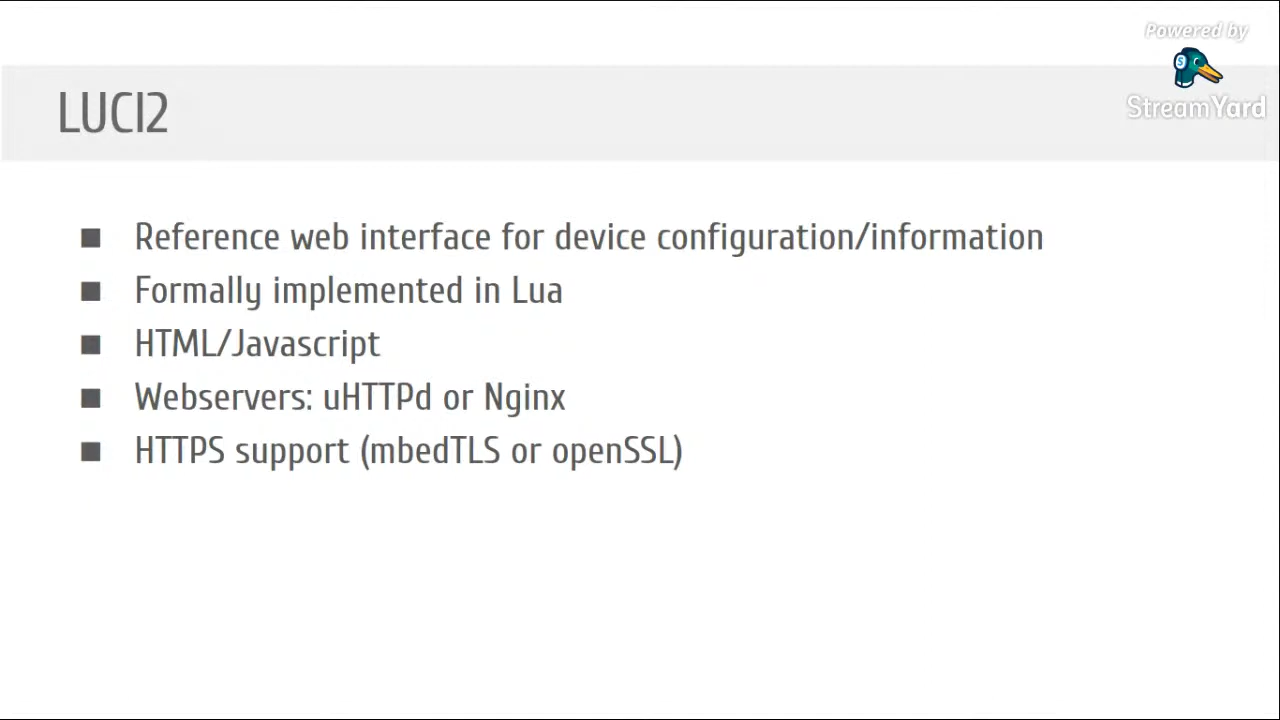 Powered by
StreamYard
LUCI2
■ Reference web interface for device configuration/information
■ Formally implemented in Lua
■ HTML/Javascript
■ Webservers: uHTTPd or Nginx
■ HTTPS support (mbedTLS or openSSL)